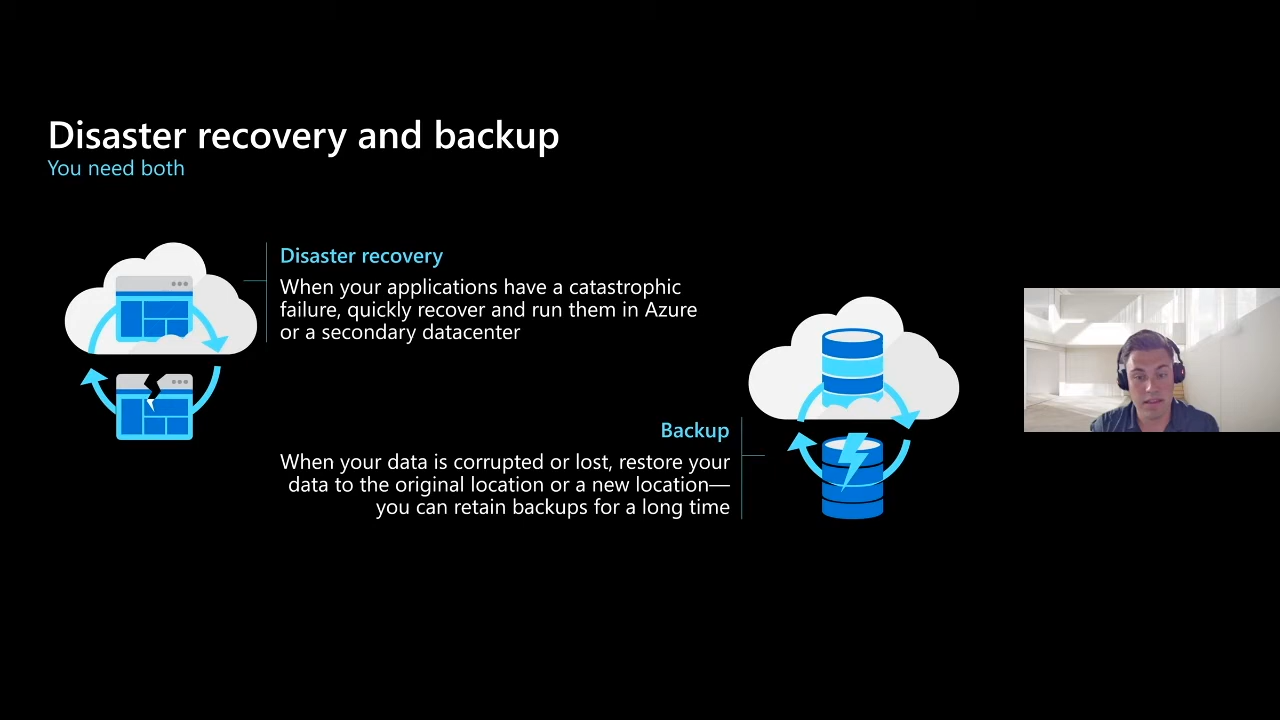 Disaster recovery and backup
You need both
Disaster recovery
When your applications have a catastrophic
failure, quickly recover and run them in Azure
or a secondary datacenter
Backup
When your data is corrupted or lost, restore your
data to the original location or a new location—
you can retain backups for a long time